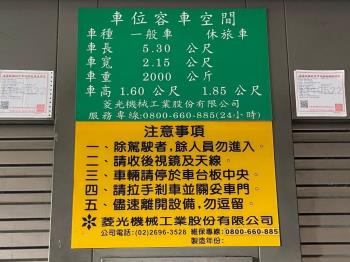 車位容車空間
車種 一般車 休旅車
車長 5.30 公尺
車寬 2.15 公尺
車重 2000 公斤
車高 1.60 公尺 1.85 公尺
菱光機械工業股份有限公司
服務專線:0800-660-885(24小時)
注意事項
一、除駕駛者,餘人員勿進入。
二、請收後視鏡及天線。
三、車輛請停於車台板中央。
四、請拉手剎車並關妥車門。
五、儘速離開設備,勿逗留。
菱光機械工業股份有限公司
公司電話:(02)2696-3528 維保專線:0800-660-885
製造年份: